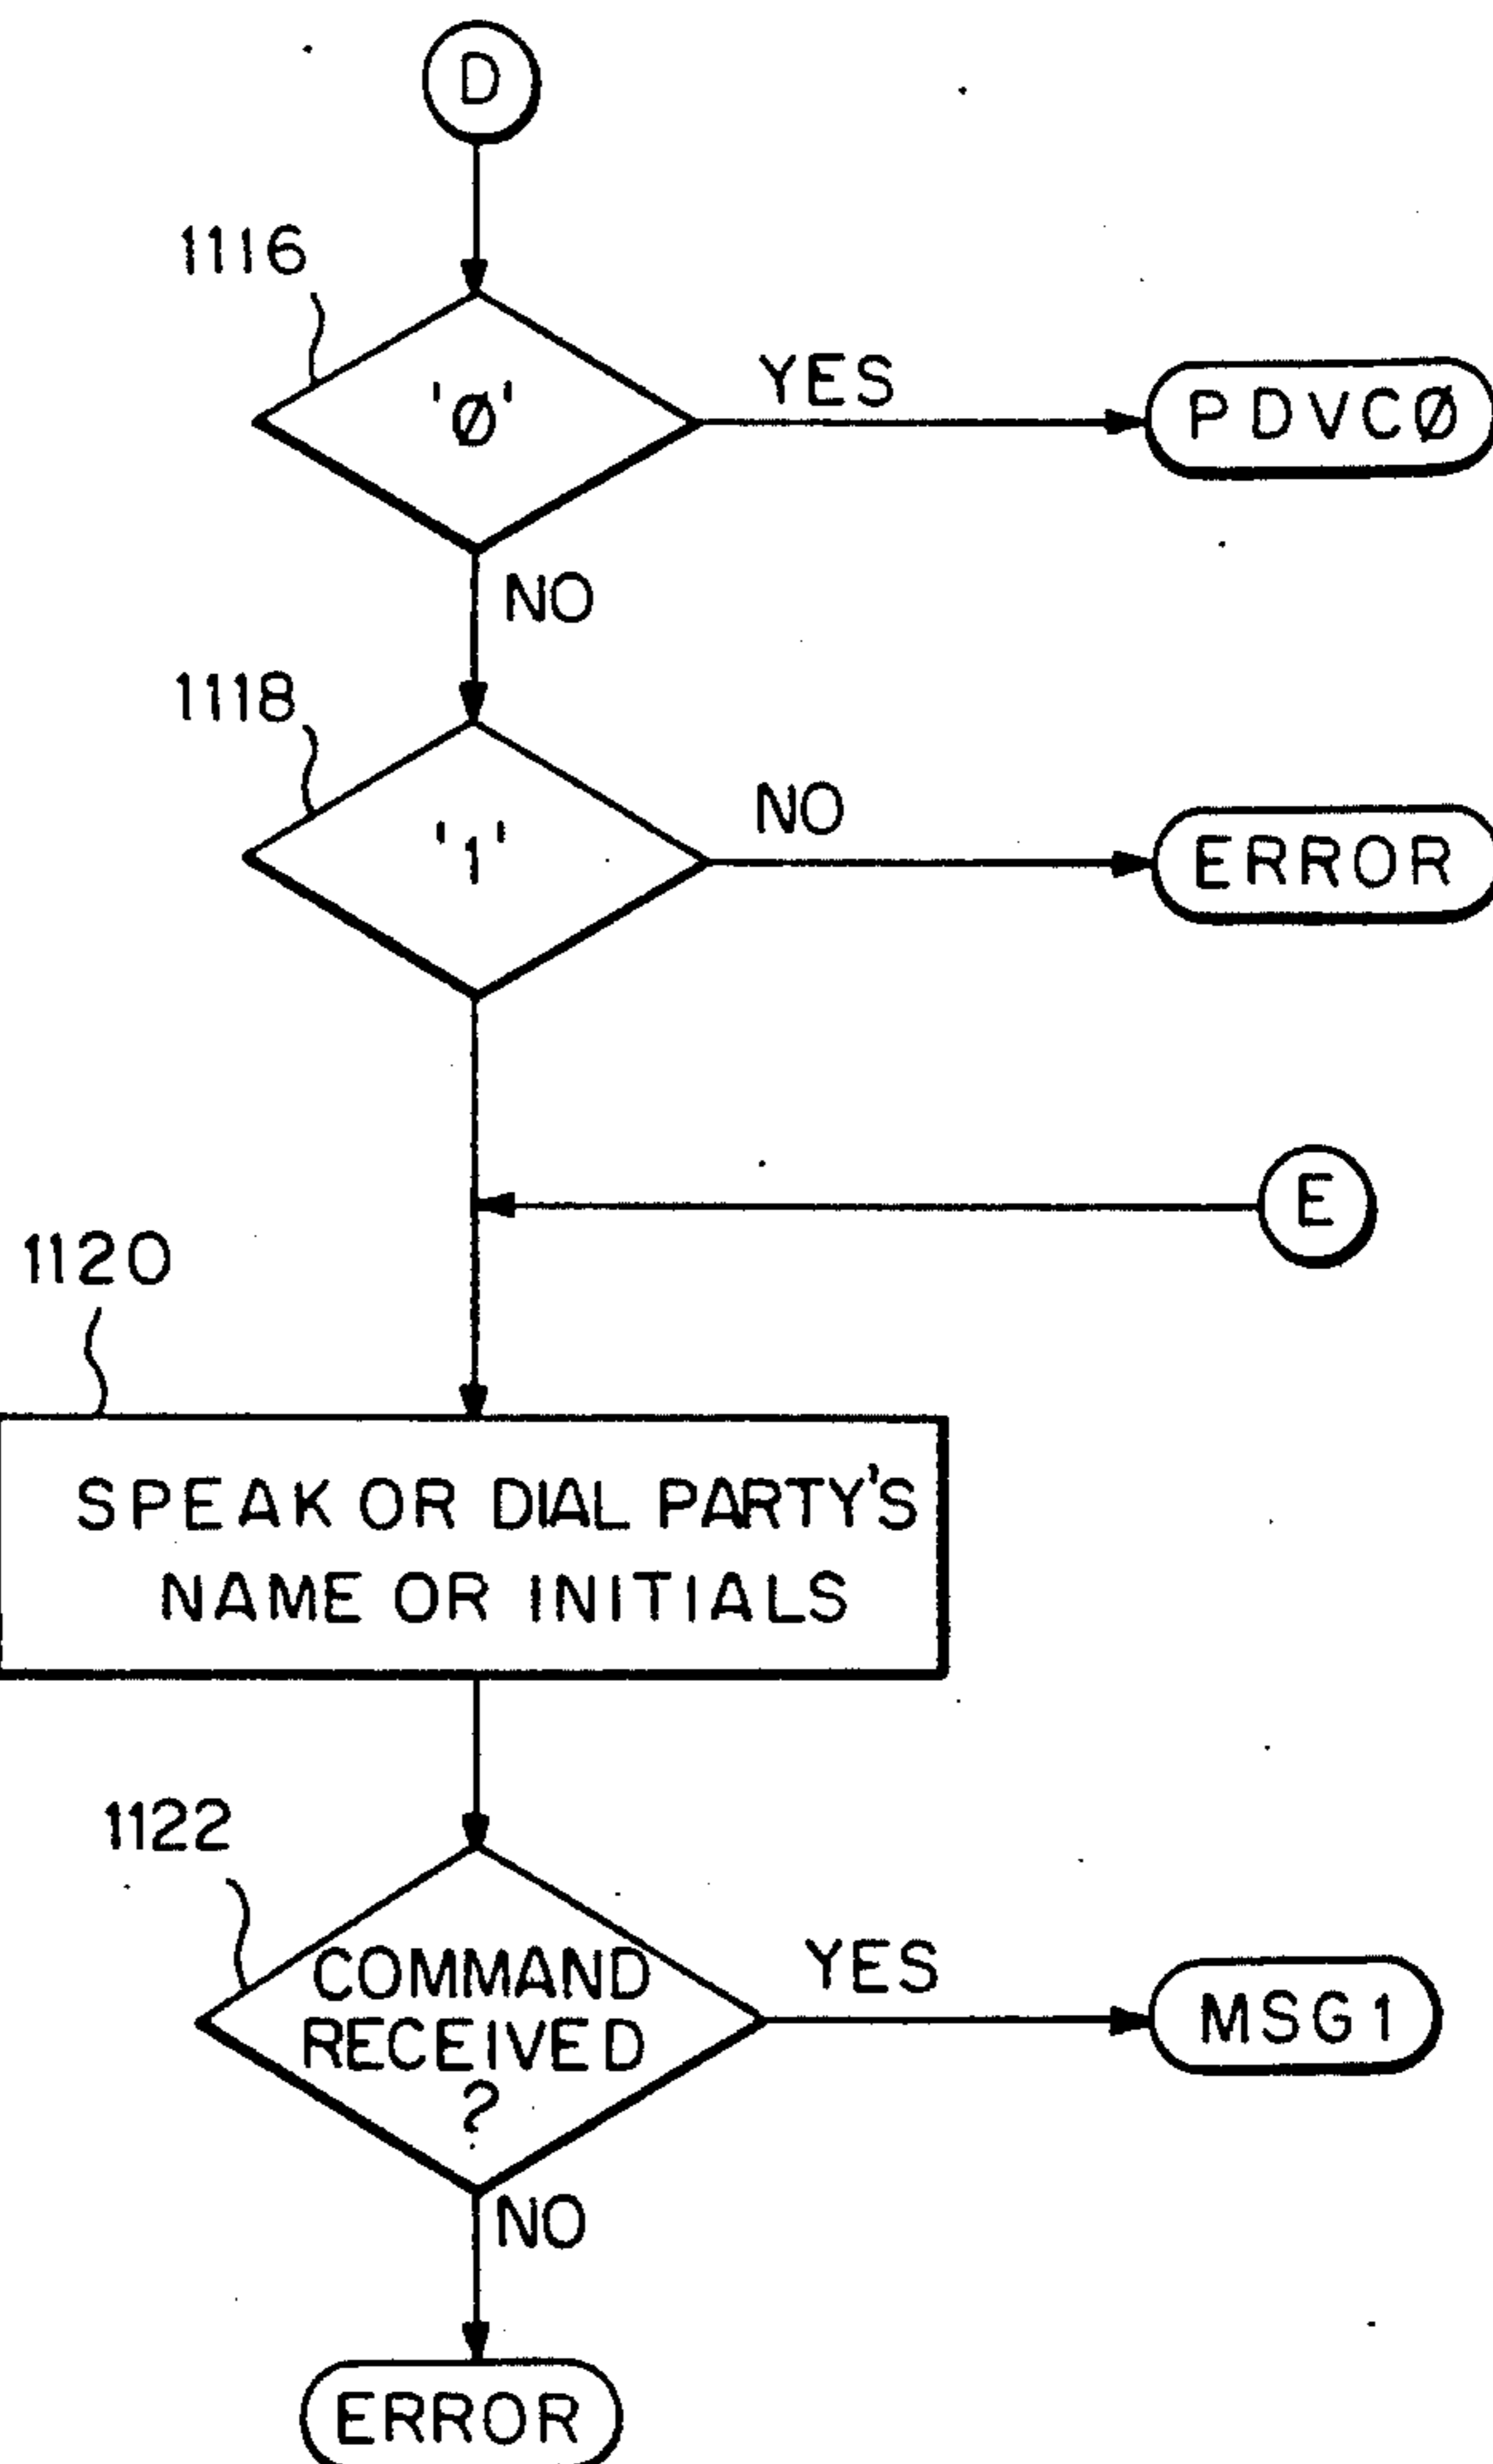 D
1116
'Ø'
YES
PDVCØ
NO
1118
'1'
NO
ERROR
E
1120
SPEAK OR DIAL PARTY'S
NAME OR INITIALS
1122
COMMAND
RECEIVED
?
YES
MSG1
NO
ERROR